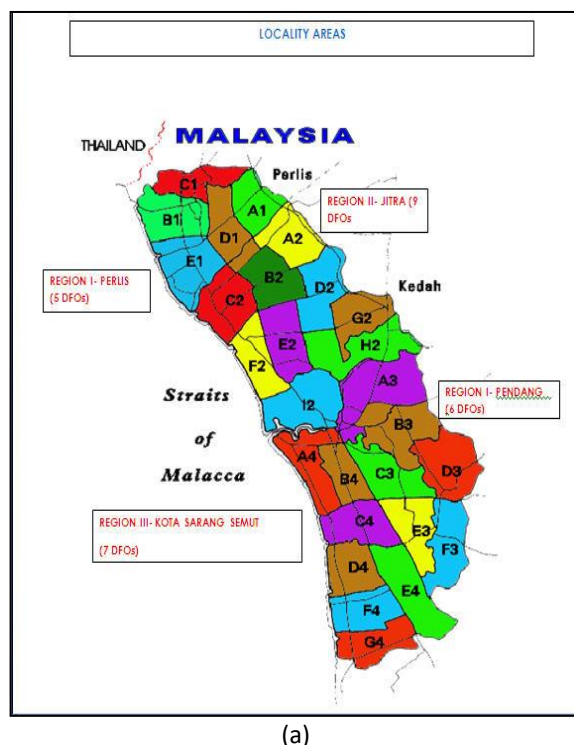 LOCALITY AREAS
MALAYSIA
THAILAND
Perlis
C1
A1
REGION II- JITRA (9
DFOs
B1
D1
A2
E1
B2
D2
Kedah
REGION I- PERLIS
(5 DFOs)
C2
G2
E2
H2
F2
A3
Straits
of
Malacca
I2
REGION I- PENDANG
(6 DFOs)
B3
A4
B4
C3
D3
REGION III- KOTA SARANG SEMUT
(7 DFOs)
C4
E3
F3
D4
E4
F4
G4
(a)